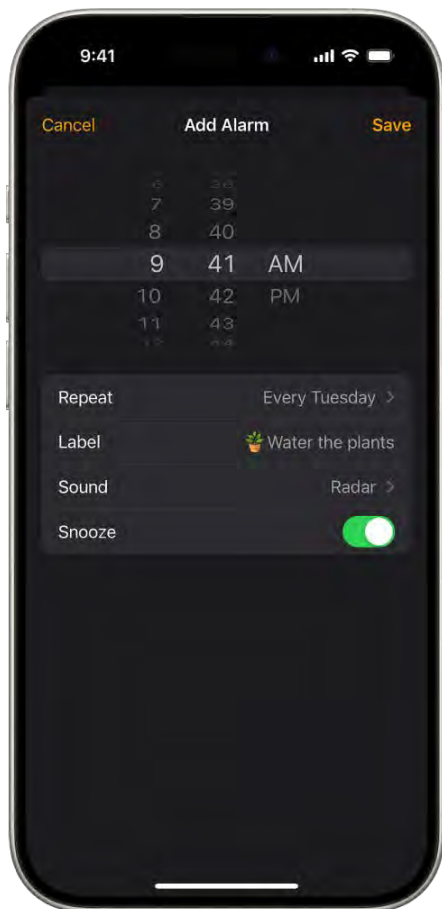 9:41
Cancel Add Alarm Save
7 39
8 40
9 41 AM
10 42 PM
11 43
Repeat Every Tuesday >
Label 🪴 Water the plants
Sound Radar >
Snooze